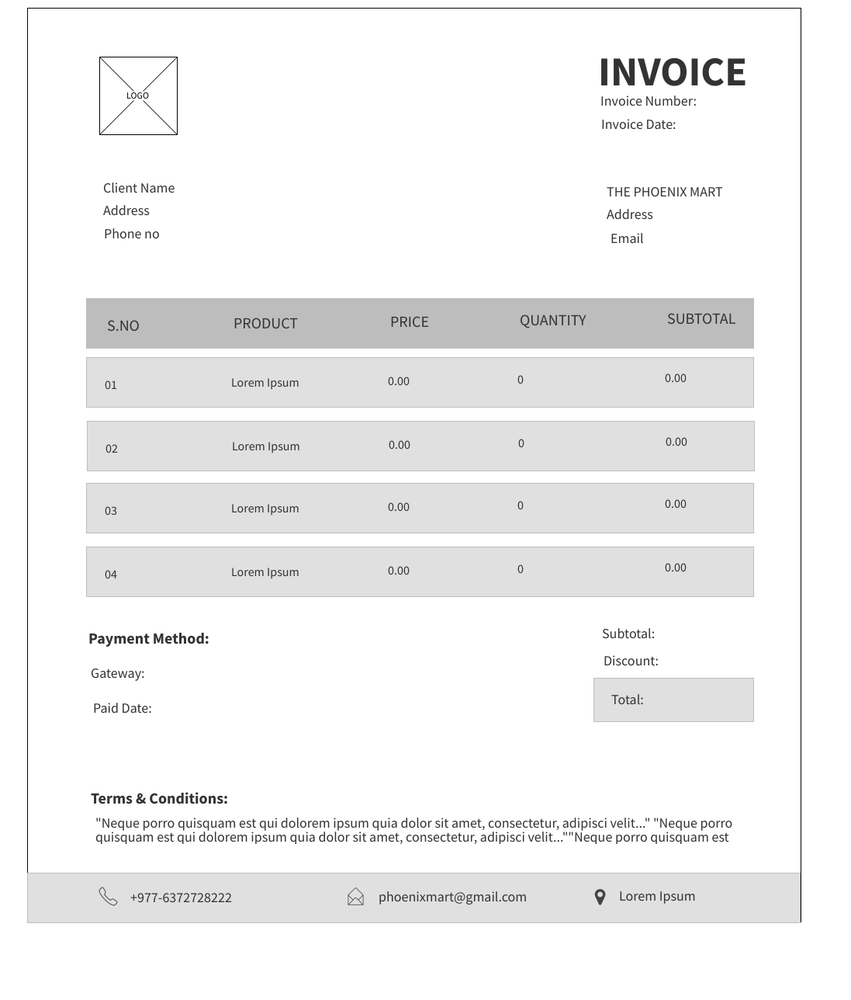 LOGO
INVOICE
Invoice Number:
Invoice Date:
Client Name
Address
Phone no
THE PHOENIX MART
Address
Email
S.NO PRODUCT PRICE QUANTITY SUBTOTAL
01 Lorem Ipsum 0.00 0 0.00
02 Lorem Ipsum 0.00 0 0.00
03 Lorem Ipsum 0.00 0 0.00
04 Lorem Ipsum 0.00 0 0.00
Payment Method:
Gateway:
Paid Date:
Subtotal:
Discount:
Total:
Terms & Conditions:
"Neque porro quisquam est qui dolorem ipsum quia dolor sit amet, consectetur, adipisci velit..." "Neque porro
quisquam est qui dolorem ipsum quia dolor sit amet, consectetur, adipisci velit...""Neque porro quisquam est
+977-6372728222 phoenixmart@gmail.com Lorem Ipsum